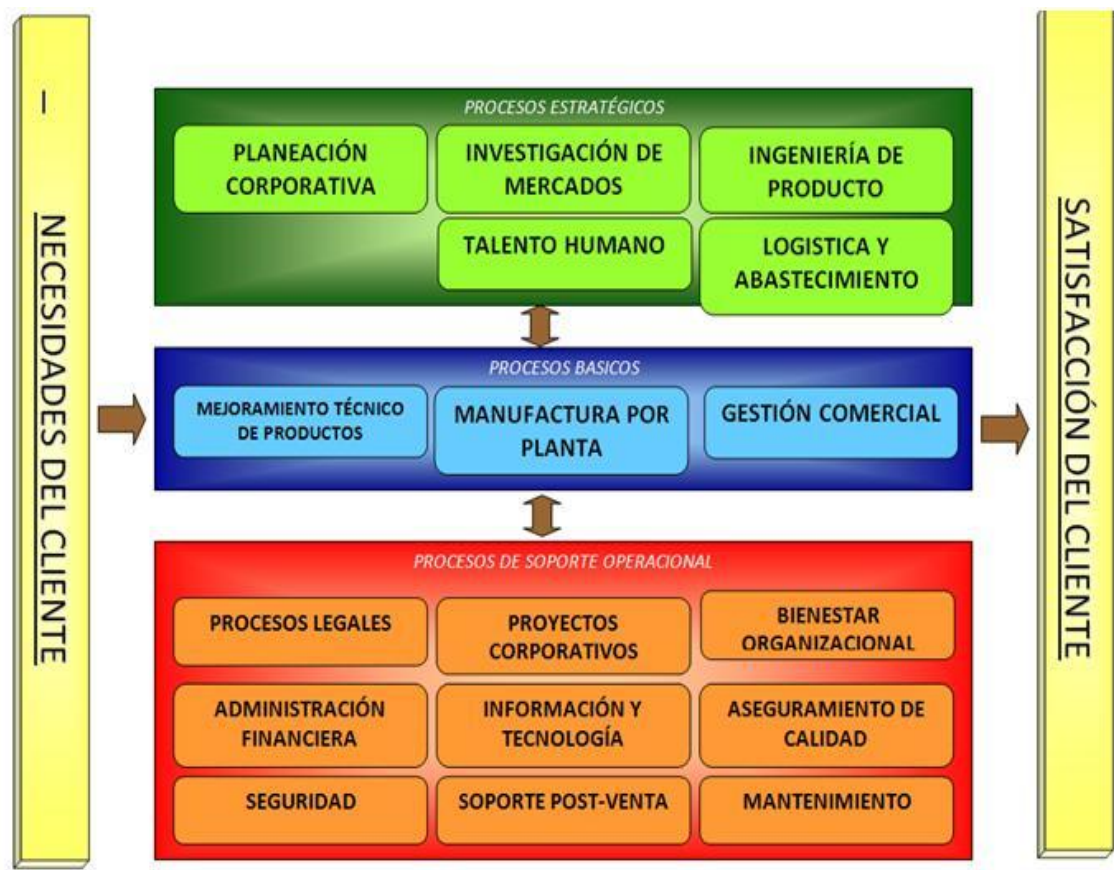 NECESIDADES DEL CLIENTE
PROCESOS ESTRATÉGICOS
PLANEACIÓN
CORPORATIVA
INVESTIGACIÓN DE
MERCADOS
INGENIERÍA DE
PRODUCTO
TALENTO HUMANO
LOGISTICA Y
ABASTECIMIENTO
PROCESOS BASICOS
MEJORAMIENTO TÉCNICO
DE PRODUCTOS
MANUFACTURA POR
PLANTA
GESTIÓN COMERCIAL
PROCESOS DE SOPORTE OPERACIONAL
PROCESOS LEGALES
PROYECTOS
CORPORATIVOS
BIENESTAR
ORGANIZACIONAL
ADMINISTRACIÓN
FINANCIERA
INFORMACIÓN Y
TECNOLOGÍA
ASEGURAMIENTO DE
CALIDAD
SEGURIDAD
SOPORTE POST-VENTA
MANTENIMIENTO
SATISFACCIÓN DEL CLIENTE